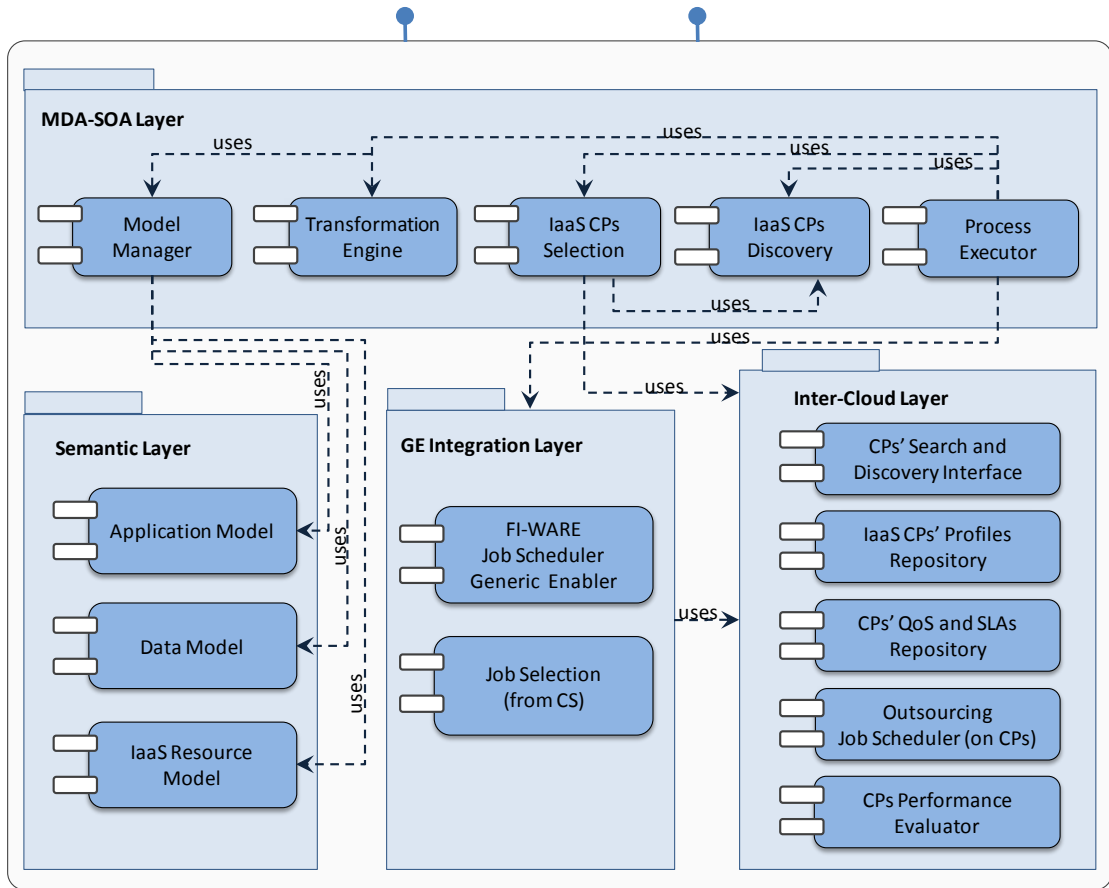 MDA-SOA Layer
uses
uses
uses
uses
Model
Manager
Transformation
Engine
IaaS CPs
Selection
IaaS CPs
Discovery
Process
Executor
uses
uses
uses
uses
uses
uses
Semantic Layer
Application Model
Data Model
IaaS Resource
Model
GE Integration Layer
FI-WARE
Job Scheduler
Generic Enabler
Job Selection
(from CS)
uses
Inter-Cloud Layer
CPs’ Search and
Discovery Interface
IaaS CPs’ Profiles
Repository
CPs’ QoS and SLAs
Repository
Outsourcing
Job Scheduler (on CPs)
CPs Performance
Evaluator